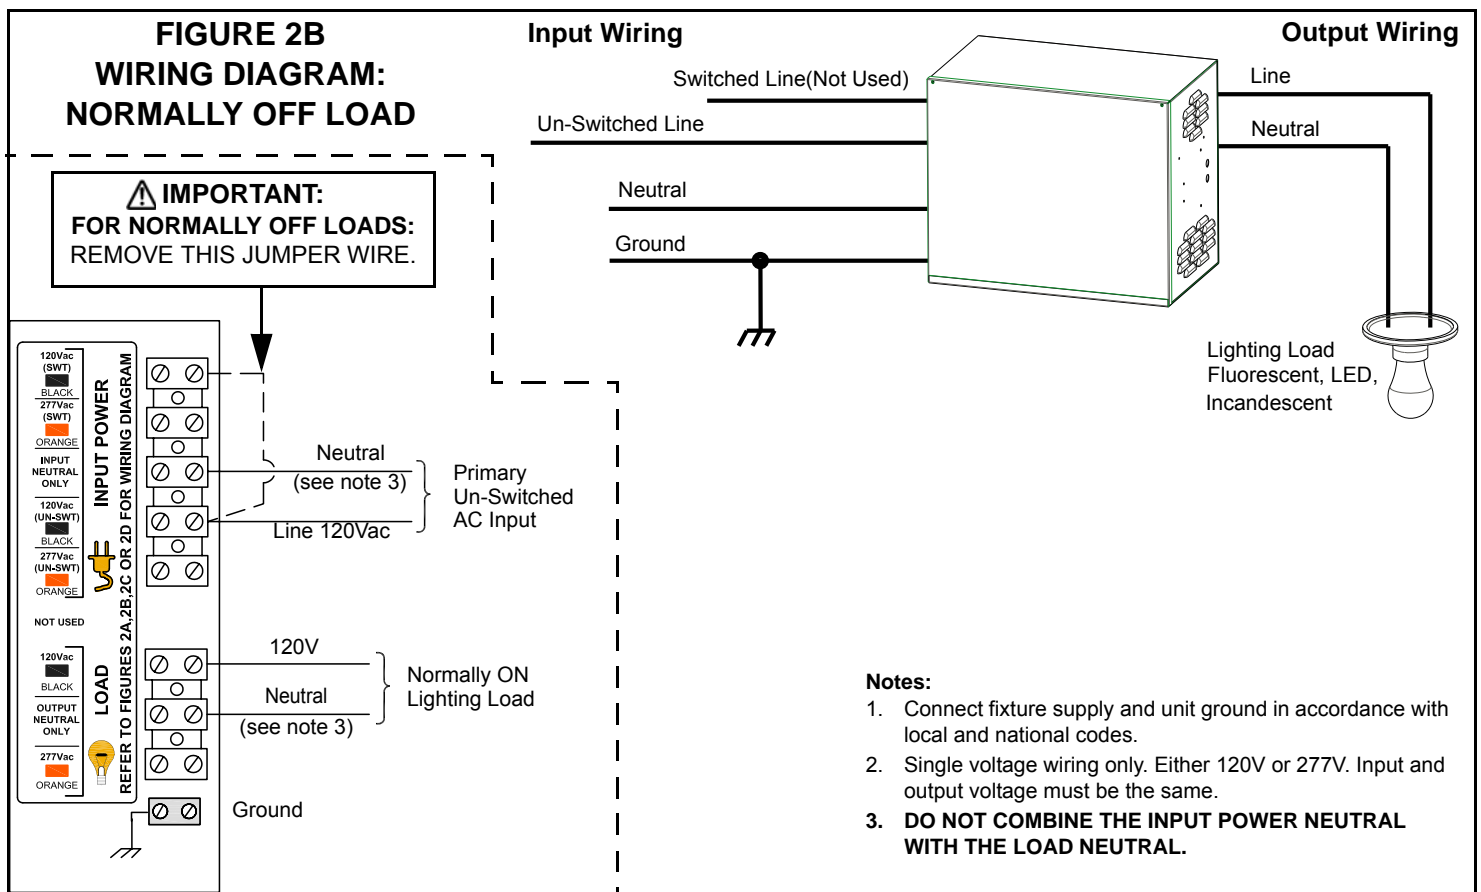 FIGURE 2B
WIRING DIAGRAM:
NORMALLY OFF LOAD
Input Wiring
Output Wiring
Switched Line(Not Used)
Un-Switched Line
Neutral
Ground
Line
Neutral
Lighting Load
Fluorescent, LED,
Incandescent
IMPORTANT:
FOR NORMALLY OFF LOADS:
REMOVE THIS JUMPER WIRE.
120Vac
(SWT)
BLACK
277Vac
(SWT)
ORANGE
INPUT
NEUTRAL
ONLY
120Vac
(UN-SWT)
BLACK
277Vac
(UN-SWT)
ORANGE
NOT USED
120Vac
BLACK
OUTPUT
NEUTRAL
ONLY
277Vac
ORANGE
INPUT POWER
LOAD
REFER TO FIGURES 2A,2B,2C OR 2D FOR WIRING DIAGRAM
Neutral
(see note 3)
Line 120Vac
Primary
Un-Switched
AC Input
120V
Neutral
(see note 3)
Normally ON
Lighting Load
Ground
Notes:
1. Connect fixture supply and unit ground in accordance with
local and national codes.
2. Single voltage wiring only. Either 120V or 277V. Input and
output voltage must be the same.
3. DO NOT COMBINE THE INPUT POWER NEUTRAL
WITH THE LOAD NEUTRAL.